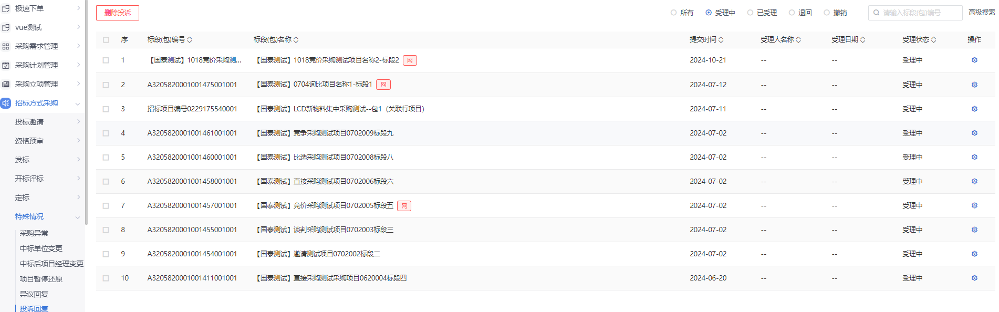 极速下单
vue测试
采购需求管理
采购计划管理
采购立项管理
招标方式采购
投标邀请
资格预审
发标
开标评标
定标
特殊情况
采购异常
中标单位变更
中标后项目经理变更
项目暂停还原
异议回复
投诉回复
删除投诉
所有 受理中 已受理 退回 撤销 请输入标段(包)编号 高级搜索
序 标段(包)编号 标段(包)名称 提交时间 受理人名称 受理日期 受理状态 操作
1 【国泰测试】1018竞价采购测... 【国泰测试】1018竞价采购测试项目名称2-标段2 网 2024-10-21 -- -- 受理中
2 A3205820001001475001001 【国泰测试】0704询比项目名称1-标段1 网 2024-07-12 -- -- 受理中
3 招标项目编号0229175540001 【国泰测试】LCD新物料集中采购测试--包1（关联行项目） 2024-07-11 -- -- 受理中
4 A3205820001001461001001 【国泰测试】竞争采购测试项目0702009标段九 2024-07-02 -- -- 受理中
5 A3205820001001460001001 【国泰测试】比选采购测试项目0702008标段八 2024-07-02 -- -- 受理中
6 A3205820001001458001001 【国泰测试】直接采购测试项目0702006标段六 2024-07-02 -- -- 受理中
7 A3205820001001457001001 【国泰测试】竞价采购测试项目0702005标段五 网 2024-07-02 -- -- 受理中
8 A3205820001001455001001 【国泰测试】谈判采购测试项目0702003标段三 2024-07-02 -- -- 受理中
9 A3205820001001454001001 【国泰测试】邀请测试项目0702002标段二 2024-07-02 -- -- 受理中
10 A3205820001001411001001 【国泰测试】直接采购测试采购项目0620004标段四 2024-06-20 -- -- 受理中